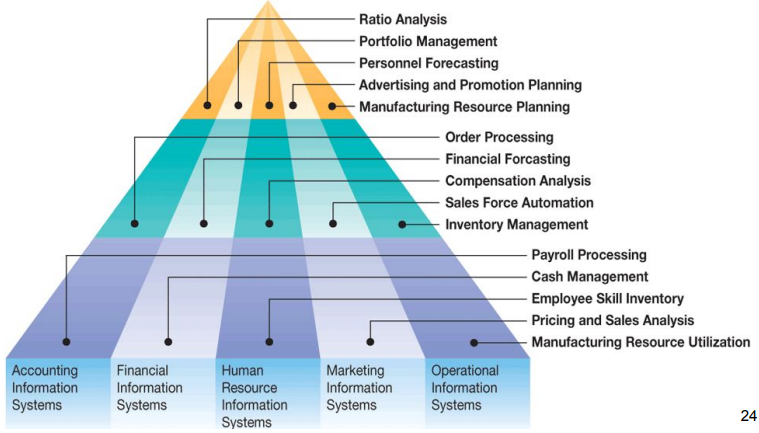 Ratio Analysis
Portfolio Management
Personnel Forecasting
Advertising and Promotion Planning
Manufacturing Resource Planning
Order Processing
Financial Forcasting
Compensation Analysis
Sales Force Automation
Inventory Management
Payroll Processing
Cash Management
Employee Skill Inventory
Pricing and Sales Analysis
Manufacturing Resource Utilization
Accounting
Information
Systems
Financial
Information
Systems
Human
Resource
Information
Systems
Marketing
Information
Systems
Operational
Information
Systems
24